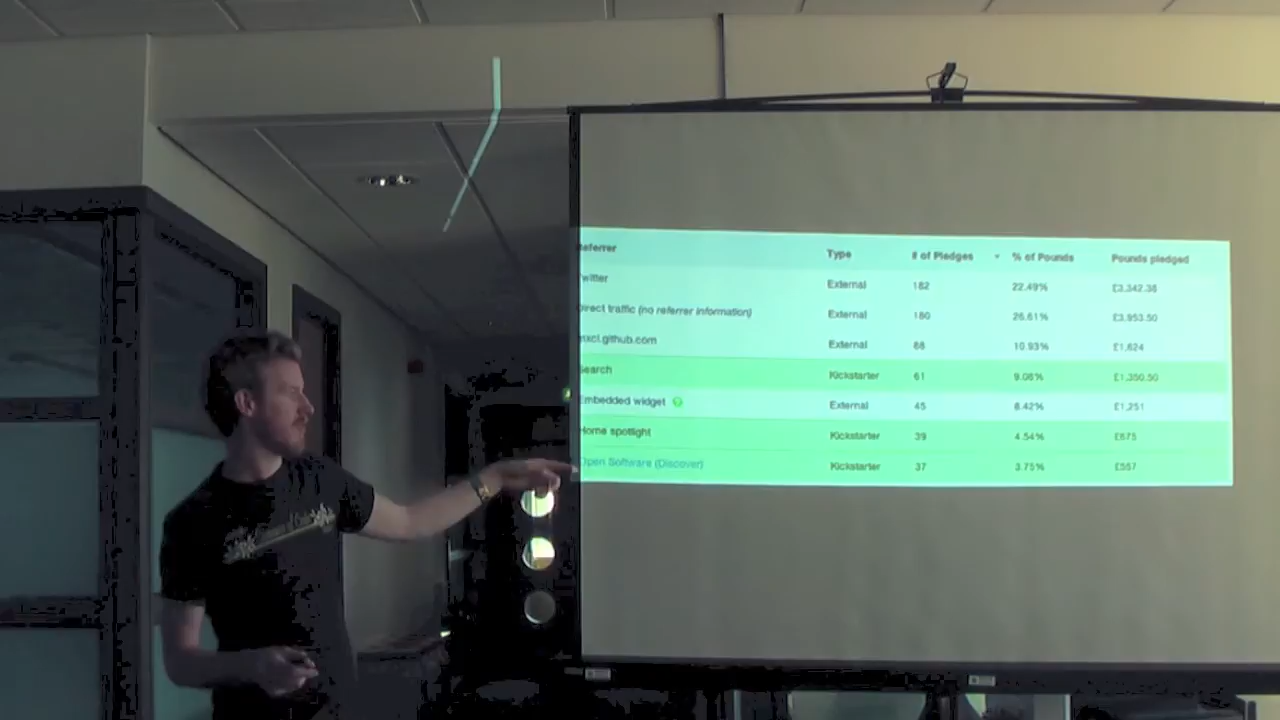 Referrer Type # of Pledges % of Pounds Pounds pledged
Twitter External 182 22.49% £3,342.38
Direct traffic (no referrer information) External 180 26.61% £3,953.50
mxcl.github.com External 88 10.93% £1,624
Search Kickstarter 61 9.08% £1,350.50
Embedded widget ? External 45 8.42% £1,251
Home spotlight Kickstarter 39 4.54% £675
Open Software (Discover) Kickstarter 37 3.75% £557